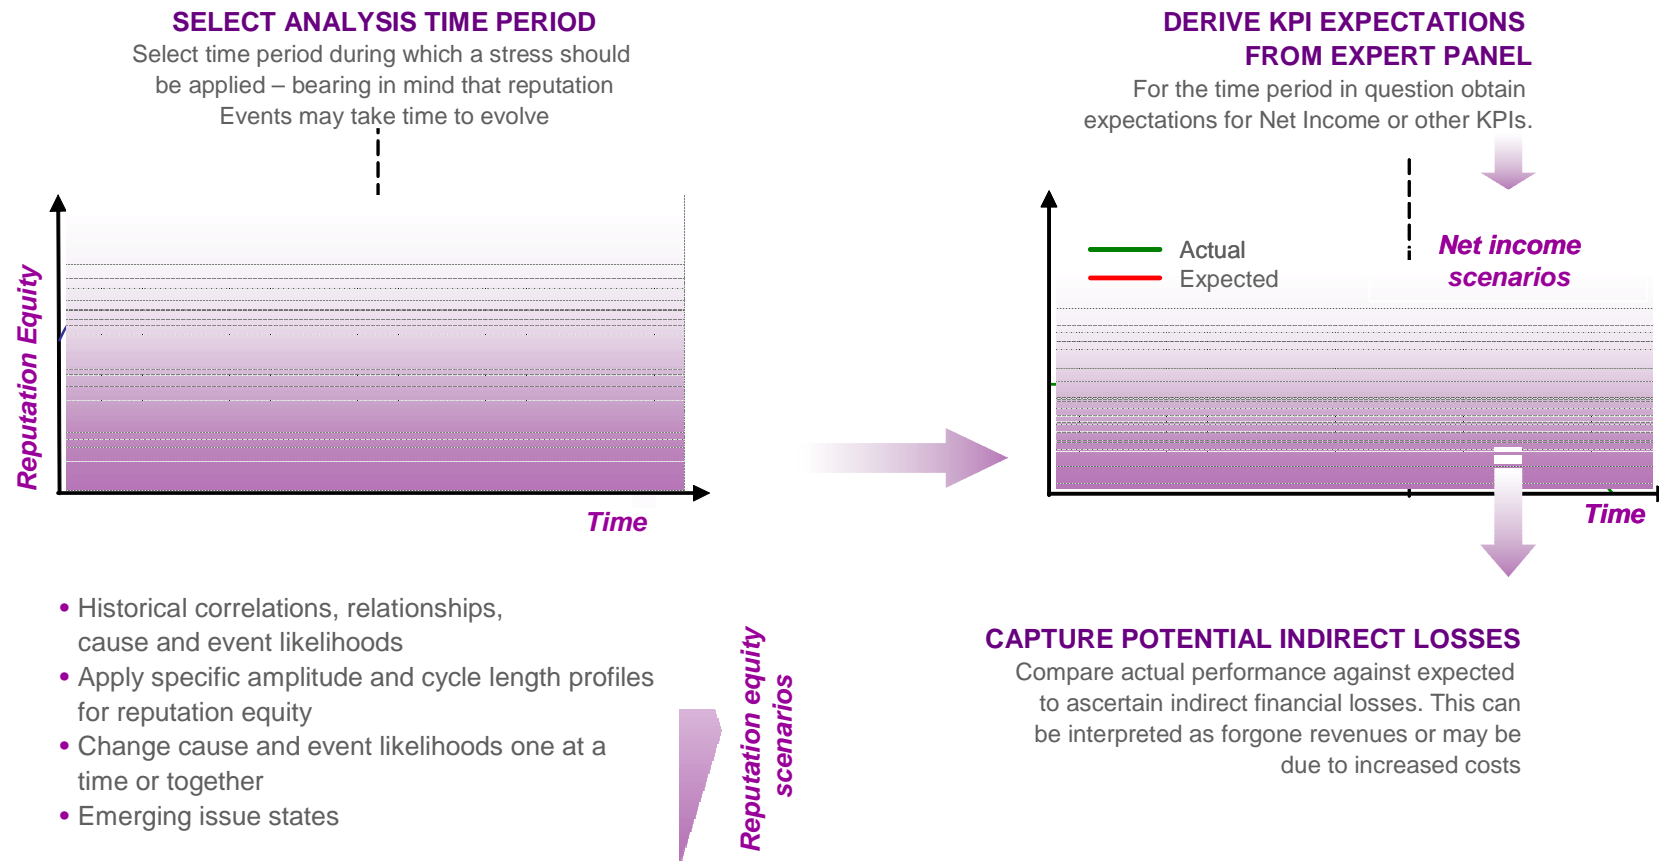 SELECT ANALYSIS TIME PERIOD
Select time period during which a stress should
be applied – bearing in mind that reputation
Events may take time to evolve
Reputation Equity
Time
• Historical correlations, relationships,
cause and event likelihoods
• Apply specific amplitude and cycle length profiles
for reputation equity
• Change cause and event likelihoods one at a
time or together
• Emerging issue states
Reputation equity
scenarios
DERIVE KPI EXPECTATIONS
FROM EXPERT PANEL
For the time period in question obtain
expectations for Net Income or other KPIs.
Actual
Expected
Net income
scenarios
Time
CAPTURE POTENTIAL INDIRECT LOSSES
Compare actual performance against expected
to ascertain indirect financial losses. This can
be interpreted as forgone revenues or may be
due to increased costs